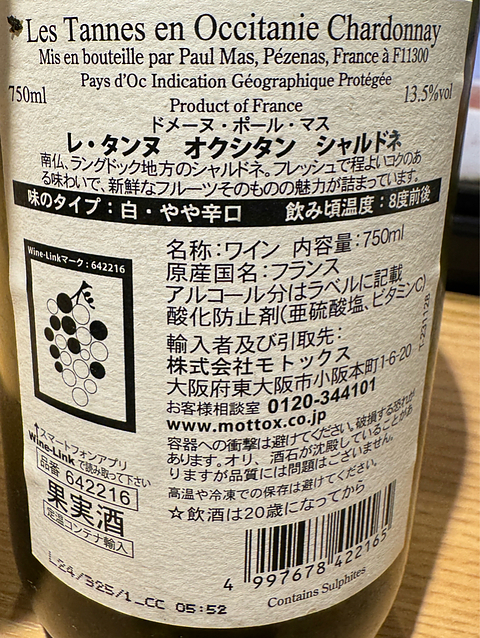 Les Tannes en Occitanie Chardonnay
Mis en bouteille par Paul Mas, Pézenas, France à F11300
Pays d'Oc Indication Géographique Protégée
750ml
Product of France
13.5%vol
ドメーヌ・ポール・マス
レ・タンヌ オクシタン シャルドネ
南仏、ラングドック地方のシャルドネ。フレッシュで程よいコクのあ
る味わいで、新鮮なフルーツそのものの魅力が詰まっています。
味のタイプ：白・やや辛口 飲み頃温度：8度前後
Wine-Linkマーク：642216
名称：ワイン 内容量：750ml
原産国名：フランス
アルコール分はラベルに記載
酸化防止剤（亜硫酸塩、ビタミンC）
輸入者及び引取先：
株式会社モトックス
大阪府東大阪市小阪本町1-6-20
お客様相談室 0120-344101
www.mottox.co.jp
容器への衝撃は避けてください。破損する恐れが
あります。オリ、酒石が沈殿していることがあ
りますが品質には問題はございません。
高温や冷凍での保存は避けてください。
☆飲酒は20歳になってから
↑スマートフォンアプリ
Wine-Linkで読み取って下さい
品番 642216
果実酒
定温コンテナ輸入
4 997678 422165
Contains Sulphites
L24/325/1_CC 05:52